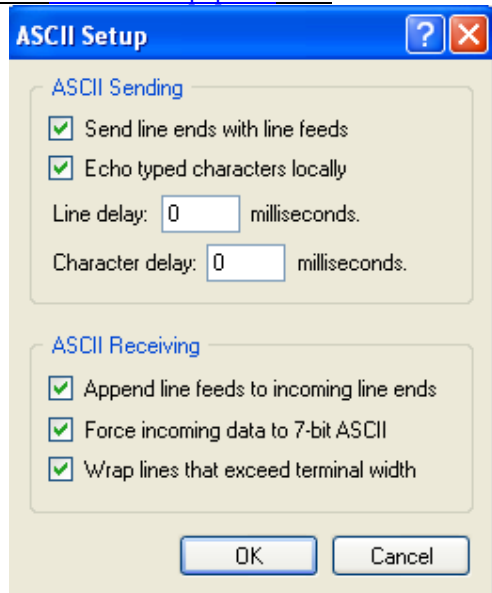 ASCII Setup
ASCII Sending
Send line ends with line feeds
Echo typed characters locally
Line delay: 0 milliseconds.
Character delay: 0 milliseconds.
ASCII Receiving
Append line feeds to incoming line ends
Force incoming data to 7-bit ASCII
Wrap lines that exceed terminal width
OK Cancel